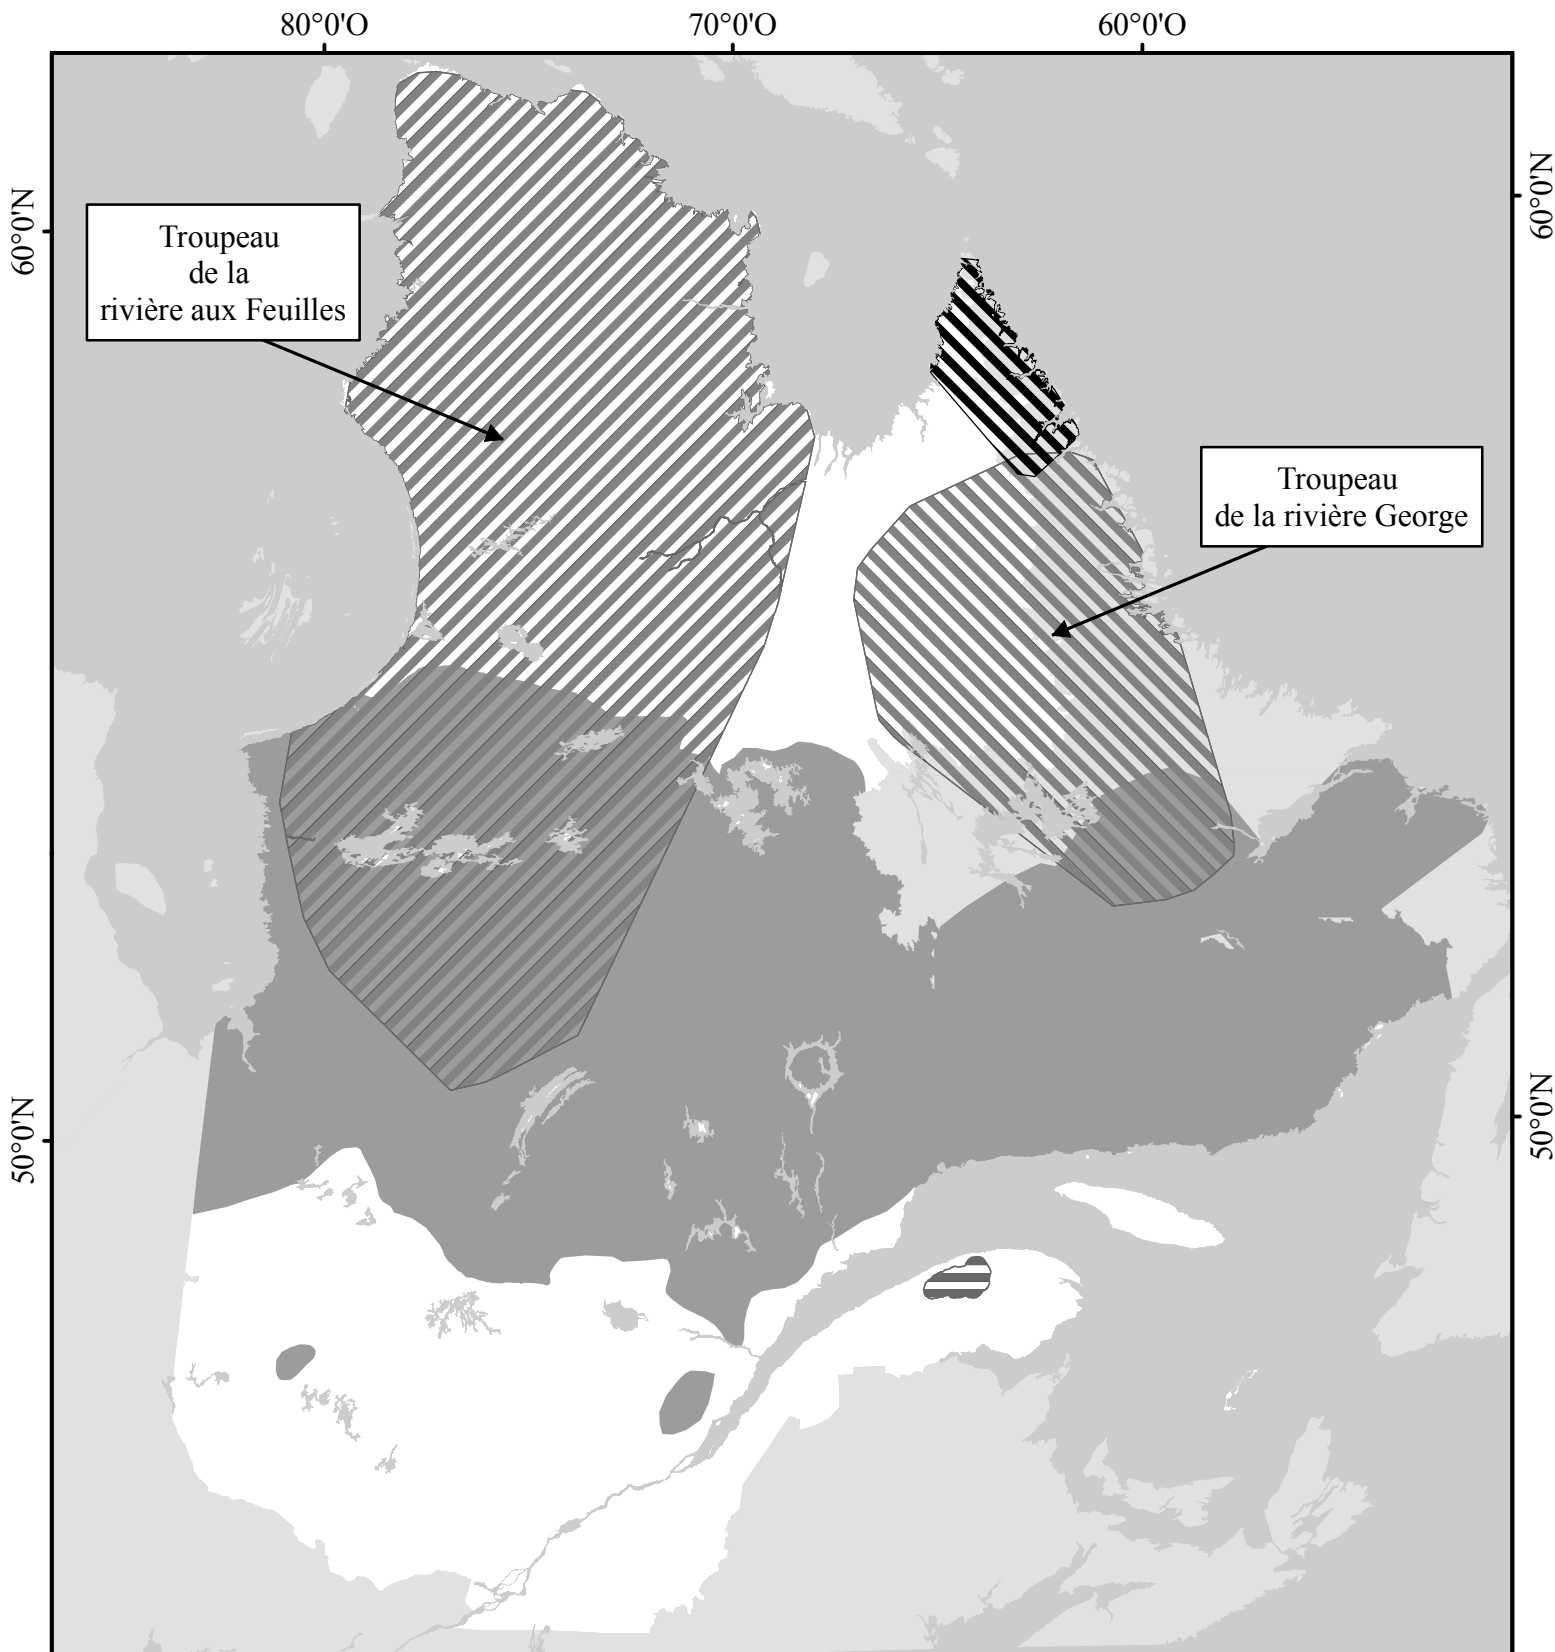 80°0'O
70°0'O
60°0'O
60°0'N
60°0'N
Troupeau
de la
rivière aux Feuilles
Troupeau
de la rivière George
50°0'N
50°0'N